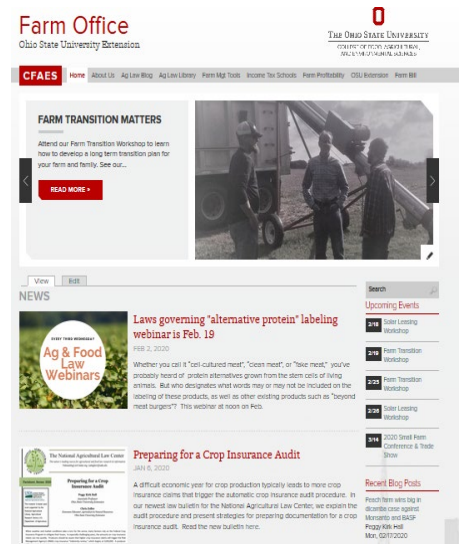 Farm Office
Ohio State University Extension
THE OHIO STATE UNIVERSITY
COLLEGE OF FOOD, AGRICULTURAL,
AND ENVIRONMENTAL SCIENCES
CFAES Home About Us Ag Law Blog Ag Law Library Farm Mgt Tools Income Tax Schools Farm Profitability OSU Extension Farm Bill
FARM TRANSITION MATTERS
Attend our Farm Transition Workshop to learn
how to develop a long term transition plan for
your farm and family. See our...
READ MORE »
View Edit
NEWS
EVERY THIRD WEDNESDAY
Ag & Food
Law
Webinars
Laws governing "alternative protein" labeling
webinar is Feb. 19
FEB 2, 2020
Whether you call it "cell-cultured meat", "clean meat", or "fake meat," you've
probably heard of protein alternatives grown from the stem cells of living
animals. But who designates what words may or may not be included on the
labeling of these products, as well as other existing products such as "beyond
meat burgers"? This webinar at noon on Feb.
The National Agricultural Law Center
Preparing for a Crop
Insurance Audit
Preparing for a Crop Insurance Audit
JAN 6, 2020
A difficult economic year for crop production typically leads to more crop
insurance claims that trigger the automatic crop insurance audit procedure. In
our newest law bulletin for the National Agricultural Law Center, we explain the
audit procedure and present strategies for preparing documentation for a crop
insurance audit. Read the new bulletin here.
Search
Upcoming Events
2/18 Solar Leasing
Workshop
2/19 Farm Transition
Workshop
2/25 Farm Transition
Workshop
2/26 Solar Leasing
Workshop
3/14 2020 Small Farm
Conference & Trade
Show
Recent Blog Posts
Peach farm wins big in
dicamba case against
Monsanto and BASF
Peggy Kirk Hall
Mon, 02/17/2020